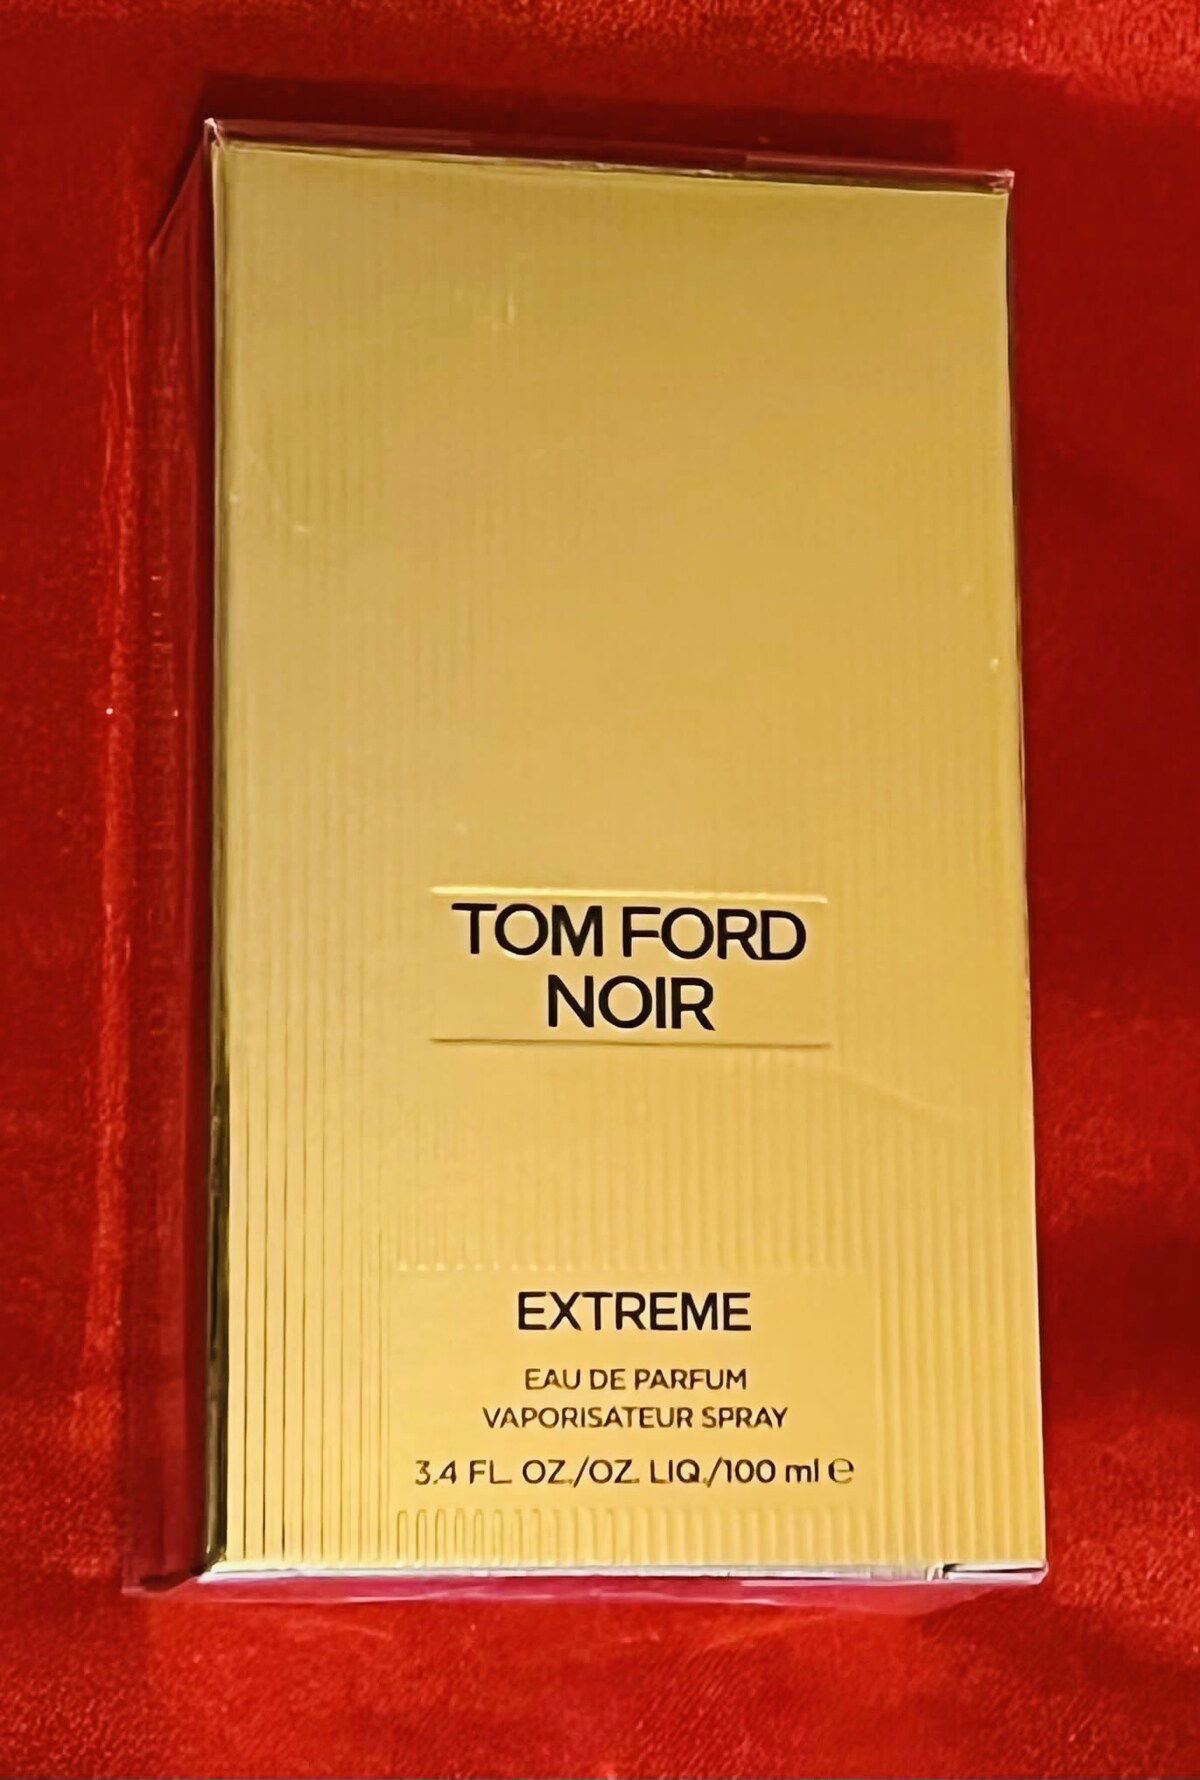 TOM FORD
NOIR
EXTREME
EAU DE PARFUM
VAPORISATEUR SPRAY
3.4 FL. OZ./OZ. LIQ./100 ml ℮